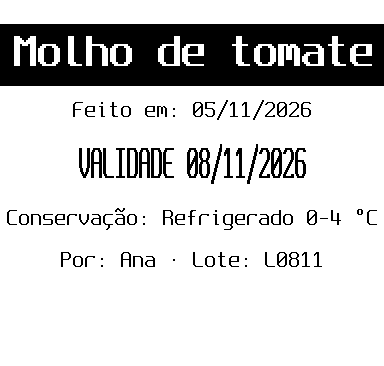 Molho de tomate
Feito em: 05/11/2026
VALIDADE 08/11/2026
Conservação: Refrigerado 0-4 °C
Por: Ana · Lote: L0811